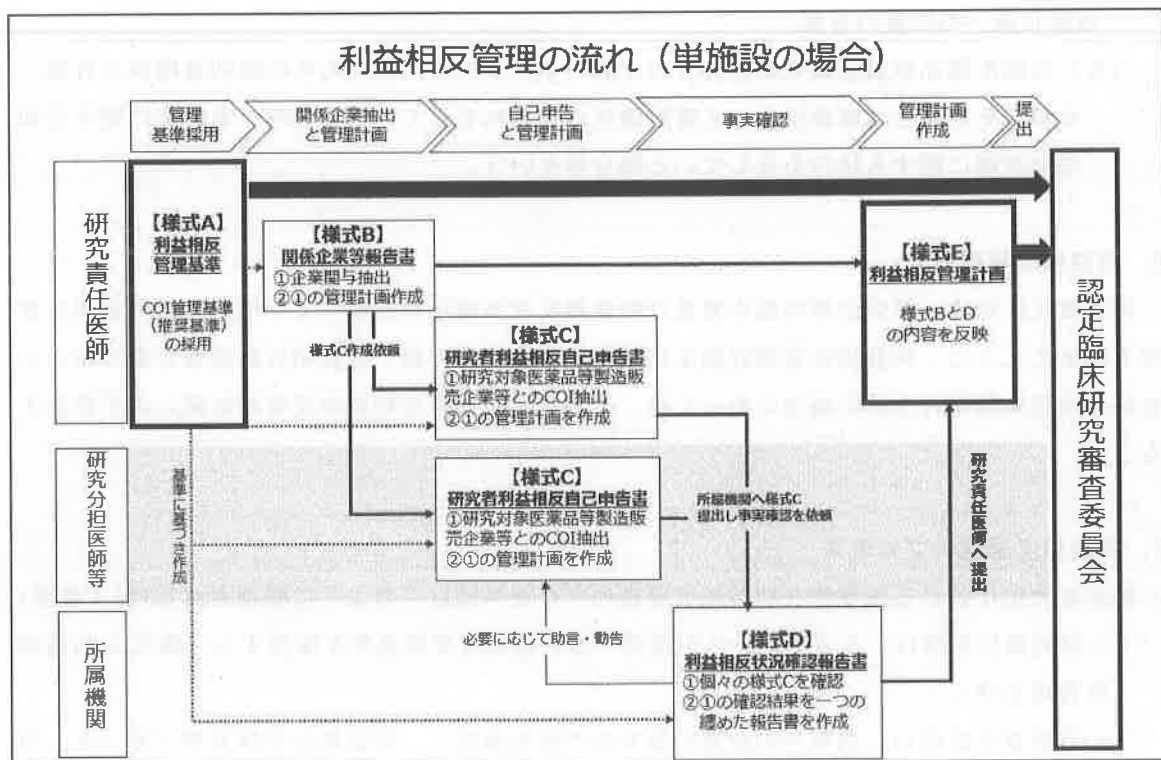 利益相反管理の流れ（単施設の場合）
管理
基準採用
関係企業抽出
と管理計画
自己申告
と管理計画
事実確認
管理計画
作成
提
出
研究責任医師
【様式A】
利益相反
管理基準
COI管理基準
（推奨基準）
の採用
【様式B】
関係企業等報告書
①企業関与抽出
②①の管理計画作成
様式C作成依頼
【様式C】
研究者利益相反自己申告書
①研究対象医薬品等製造販
売企業等とのCOI抽出
②①の管理計画を作成
【様式E】
利益相反管理計画
様式BとD
の内容を反映
認定臨床研究審査委員会
研究分担医師等
基準に基づき作成
【様式C】
研究者利益相反自己申告書
①研究対象医薬品等製造販
売企業等とのCOI抽出
②①の管理計画を作成
所属機関へ様式C
提出し事実確認を依頼
研究責任医師へ提出
所属機関
必要に応じて助言・勧告
【様式D】
利益相反状況確認報告書
①個々の様式Cを確認
②①の確認結果を一つの
纏めた報告書を作成